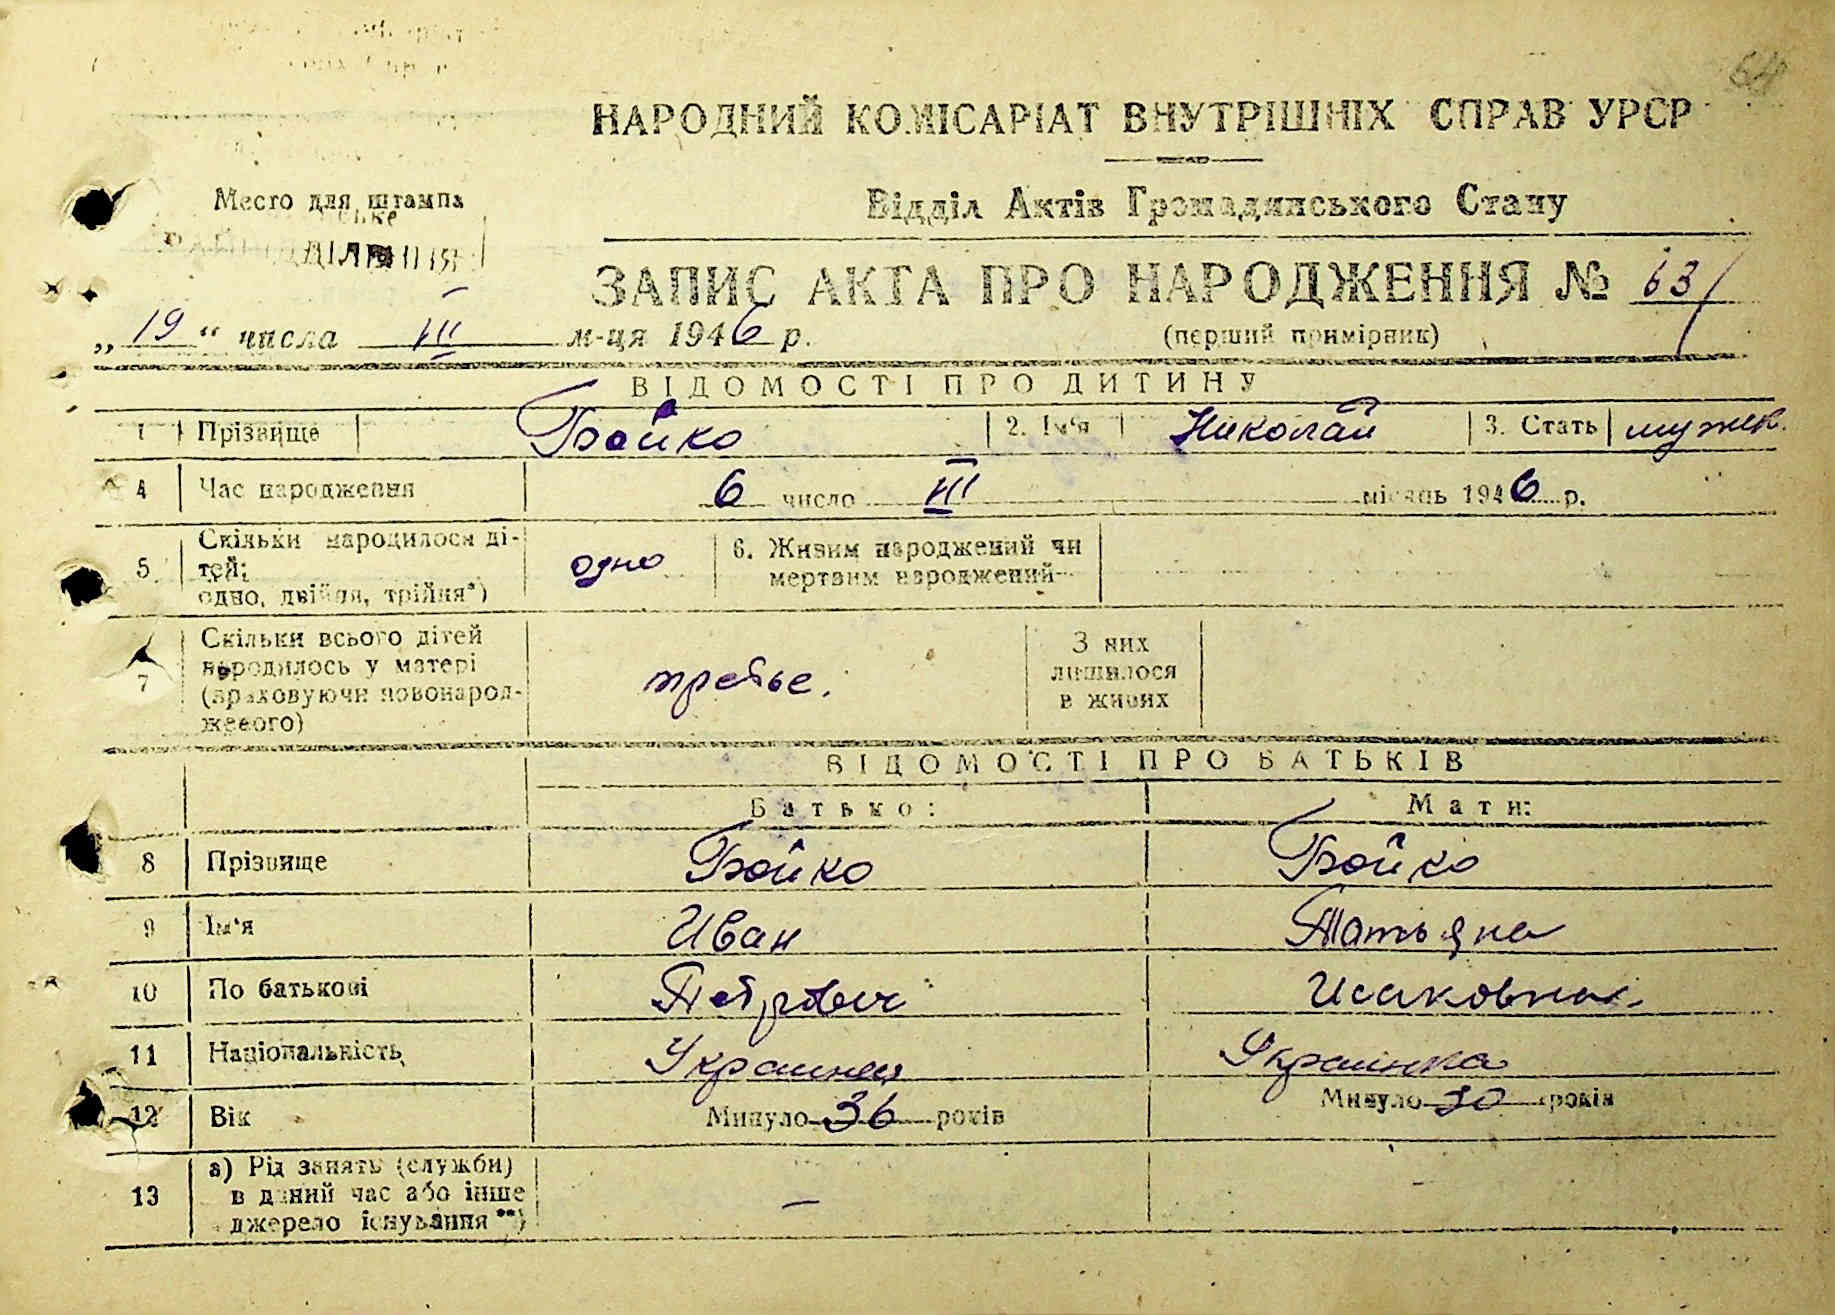 64
НАРОДНИЙ КОМІСАРІАТ ВНУТРІШНІХ СПРАВ УРСР
Место для штампа
Відділ Актів Громадянського Стану
ЗАПИС АКТА ПРО НАРОДЖЕННЯ № 63
„19“ числа III м-ця 1946 р.
(перший примірник)
ВІДОМОСТІ ПРО ДИТИНУ
1 Прізвище Бойко 2. Ім'я Николай 3. Стать мужск.
4 Час народження 6 число III місяць 1946 р.
5. Скільки народилося ді-
тей:
одно, двійня, трійня*)
одно
6. Живим народжений чи
мертвим народжений
7 Скільки всього дітей
народилось у матері
(враховуючи новонарод-
женого)
третье.
З них
лишилося
в живих
ВІДОМОСТІ ПРО БАТЬКІВ
Батько: Мати:
8 Прізвище Бойко Бойко
9 Ім'я Иван Татьяна
10 По батькові Петрович Исаковна
11 Національність Украинец Украинка
12 Вік Минуло 36 років Минуло 30 років
13 а) Рід занять (служби)
в даний час або інше
джерело існування **)
—